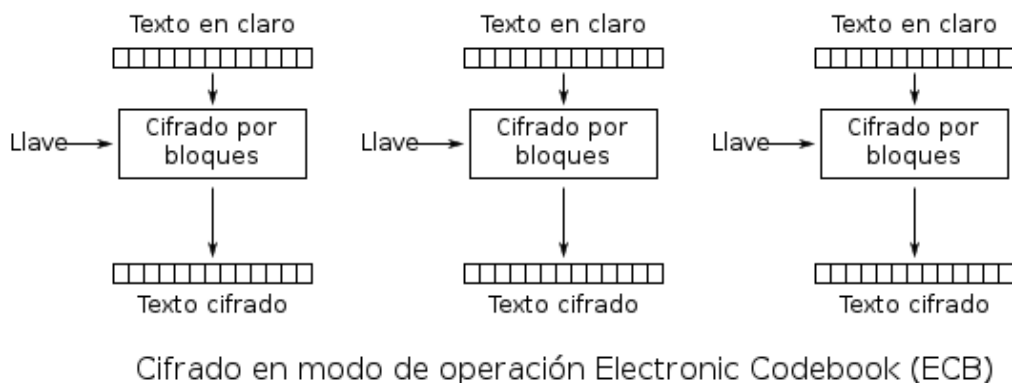 Texto en claro
Texto en claro
Texto en claro
Llave
Cifrado por
bloques
Llave
Cifrado por
bloques
Llave
Cifrado por
bloques
Texto cifrado
Texto cifrado
Texto cifrado
Cifrado en modo de operación Electronic Codebook (ECB)